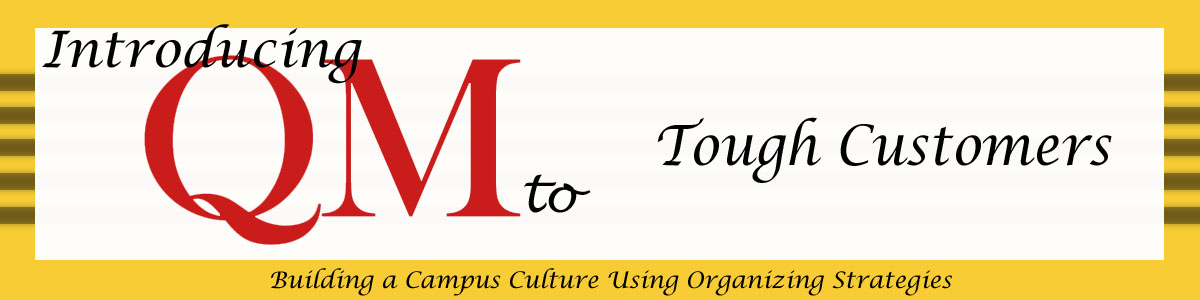 Introducing
QM to
Tough Customers
Building a Campus Culture Using Organizing Strategies